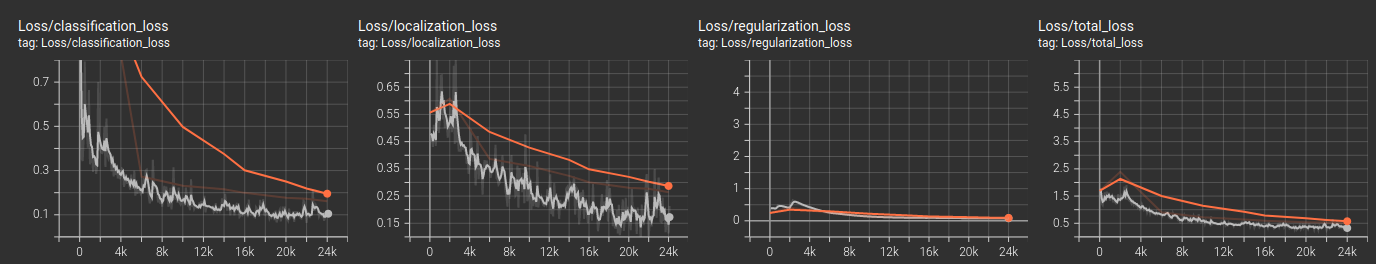 Loss/classification_loss
tag: Loss/classification_loss
0.7
0.5
0.3
0.1
0 4k 8k 12k 16k 20k 24k
Loss/localization_loss
tag: Loss/localization_loss
0.65
0.55
0.45
0.35
0.25
0.15
0 4k 8k 12k 16k 20k 24k
Loss/regularization_loss
tag: Loss/regularization_loss
4
3
2
1
0
0 4k 8k 12k 16k 20k 24k
Loss/total_loss
tag: Loss/total_loss
5.5
4.5
3.5
2.5
1.5
0.5
0 4k 8k 12k 16k 20k 24k